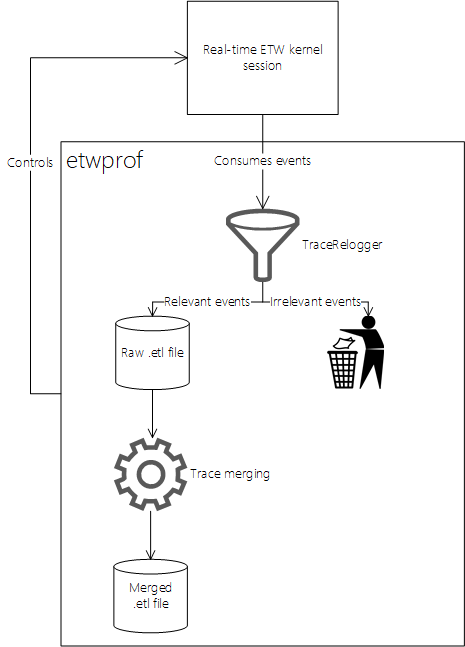 Real-time ETW kernel
session
Controls
etwprof
Consumes events
TraceRelogger
Relevant events
Irrelevant events
Raw .etl file
Trace merging
Merged
.etl file